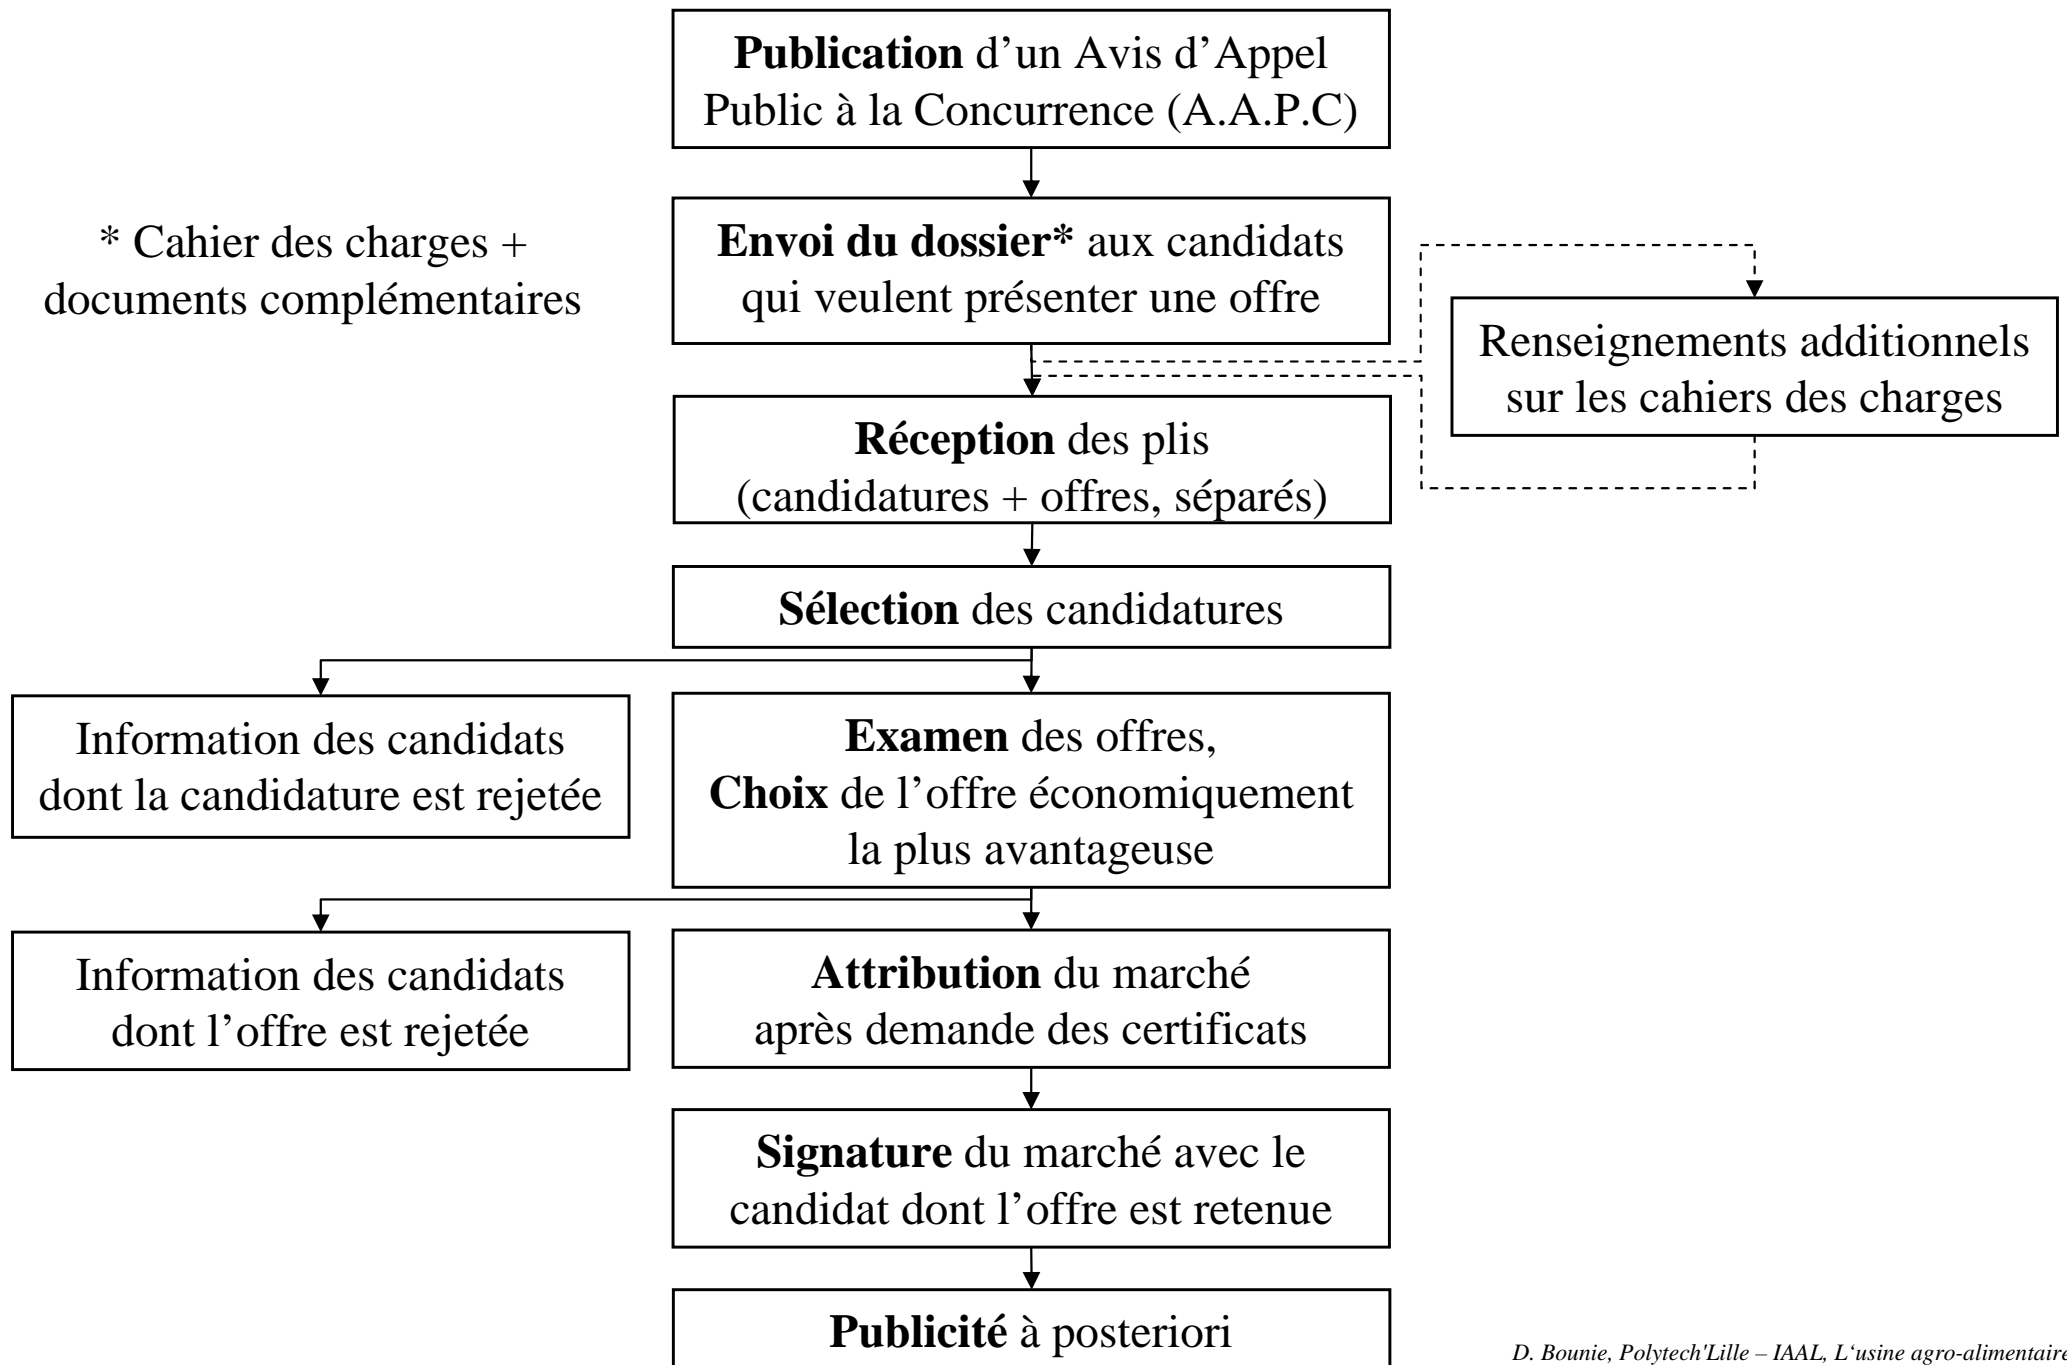 Publication d’un Avis d’Appel
Public à la Concurrence (A.A.P.C)
* Cahier des charges +
documents complémentaires
Envoi du dossier* aux candidats
qui veulent présenter une offre
Renseignements additionnels
sur les cahiers des charges
Réception des plis
(candidatures + offres, séparés)
Sélection des candidatures
Information des candidats
dont la candidature est rejetée
Examen des offres,
Choix de l’offre économiquement
la plus avantageuse
Information des candidats
dont l’offre est rejetée
Attribution du marché
après demande des certificats
Signature du marché avec le
candidat dont l’offre est retenue
Publicité à posteriori
D. Bounie, Polytech'Lille – IAAL, L‘usine agro-alimentaire